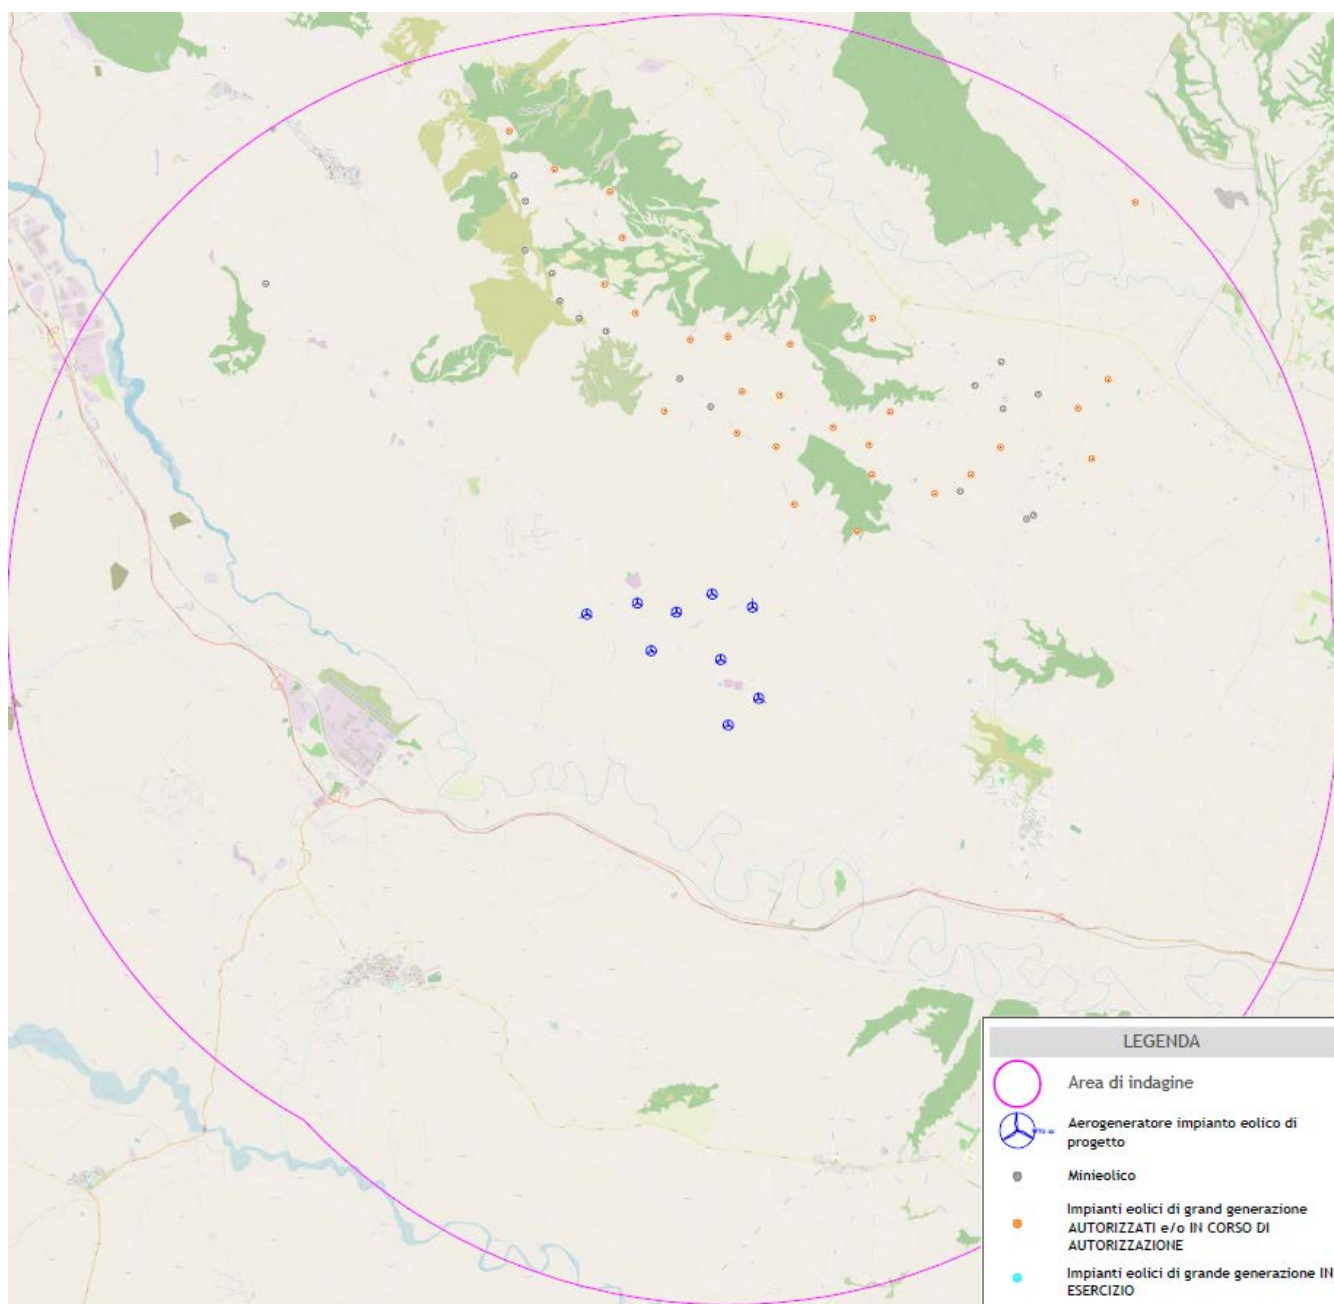 LEGENDA
Area di indagine
Aerogeneratore impianto eolico di
progetto
Minieolico
Impianti eolici di grand generazione
AUTORIZZATI e/o IN CORSO DI
AUTORIZZAZIONE
Impianti eolici di grande generazione IN
ESERCIZIO